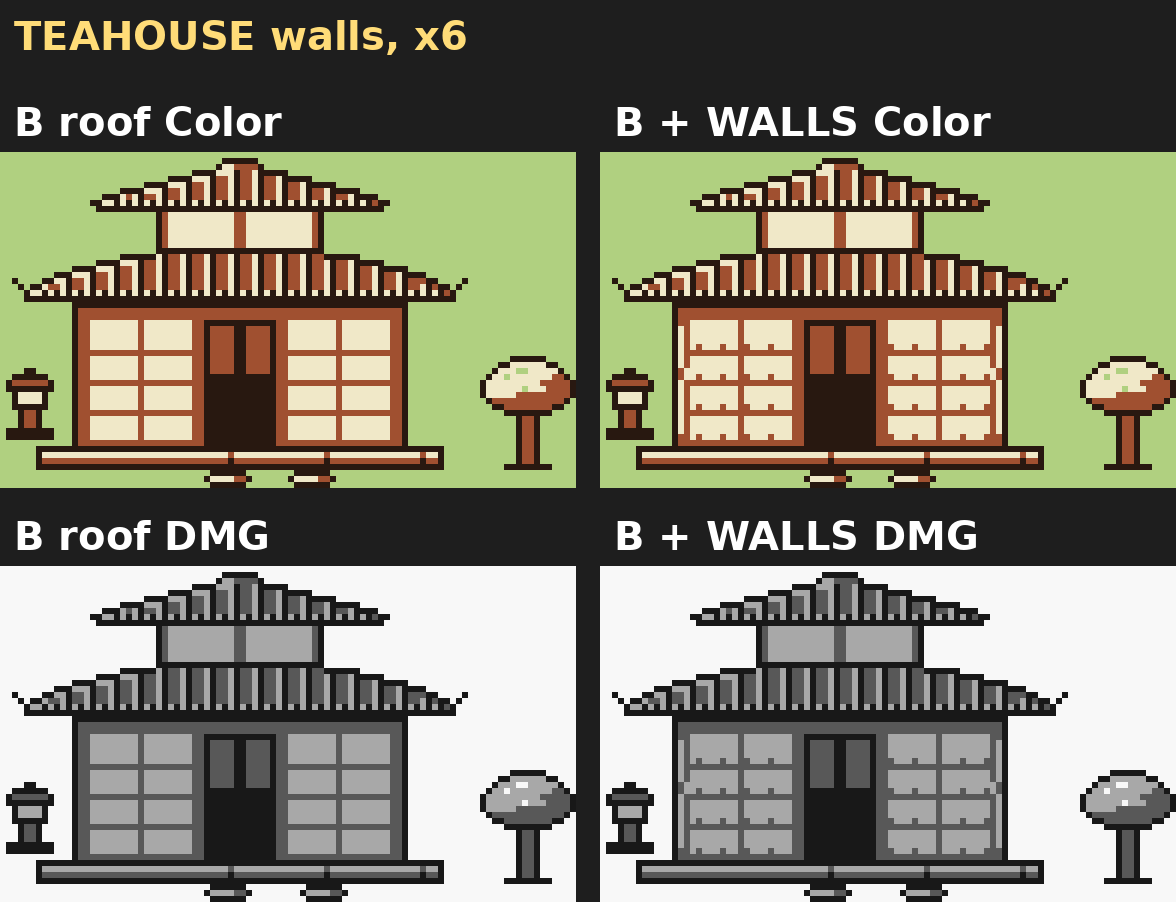 TEAHOUSE walls, x6
B roof Color
B + WALLS Color
B roof DMG
B + WALLS DMG